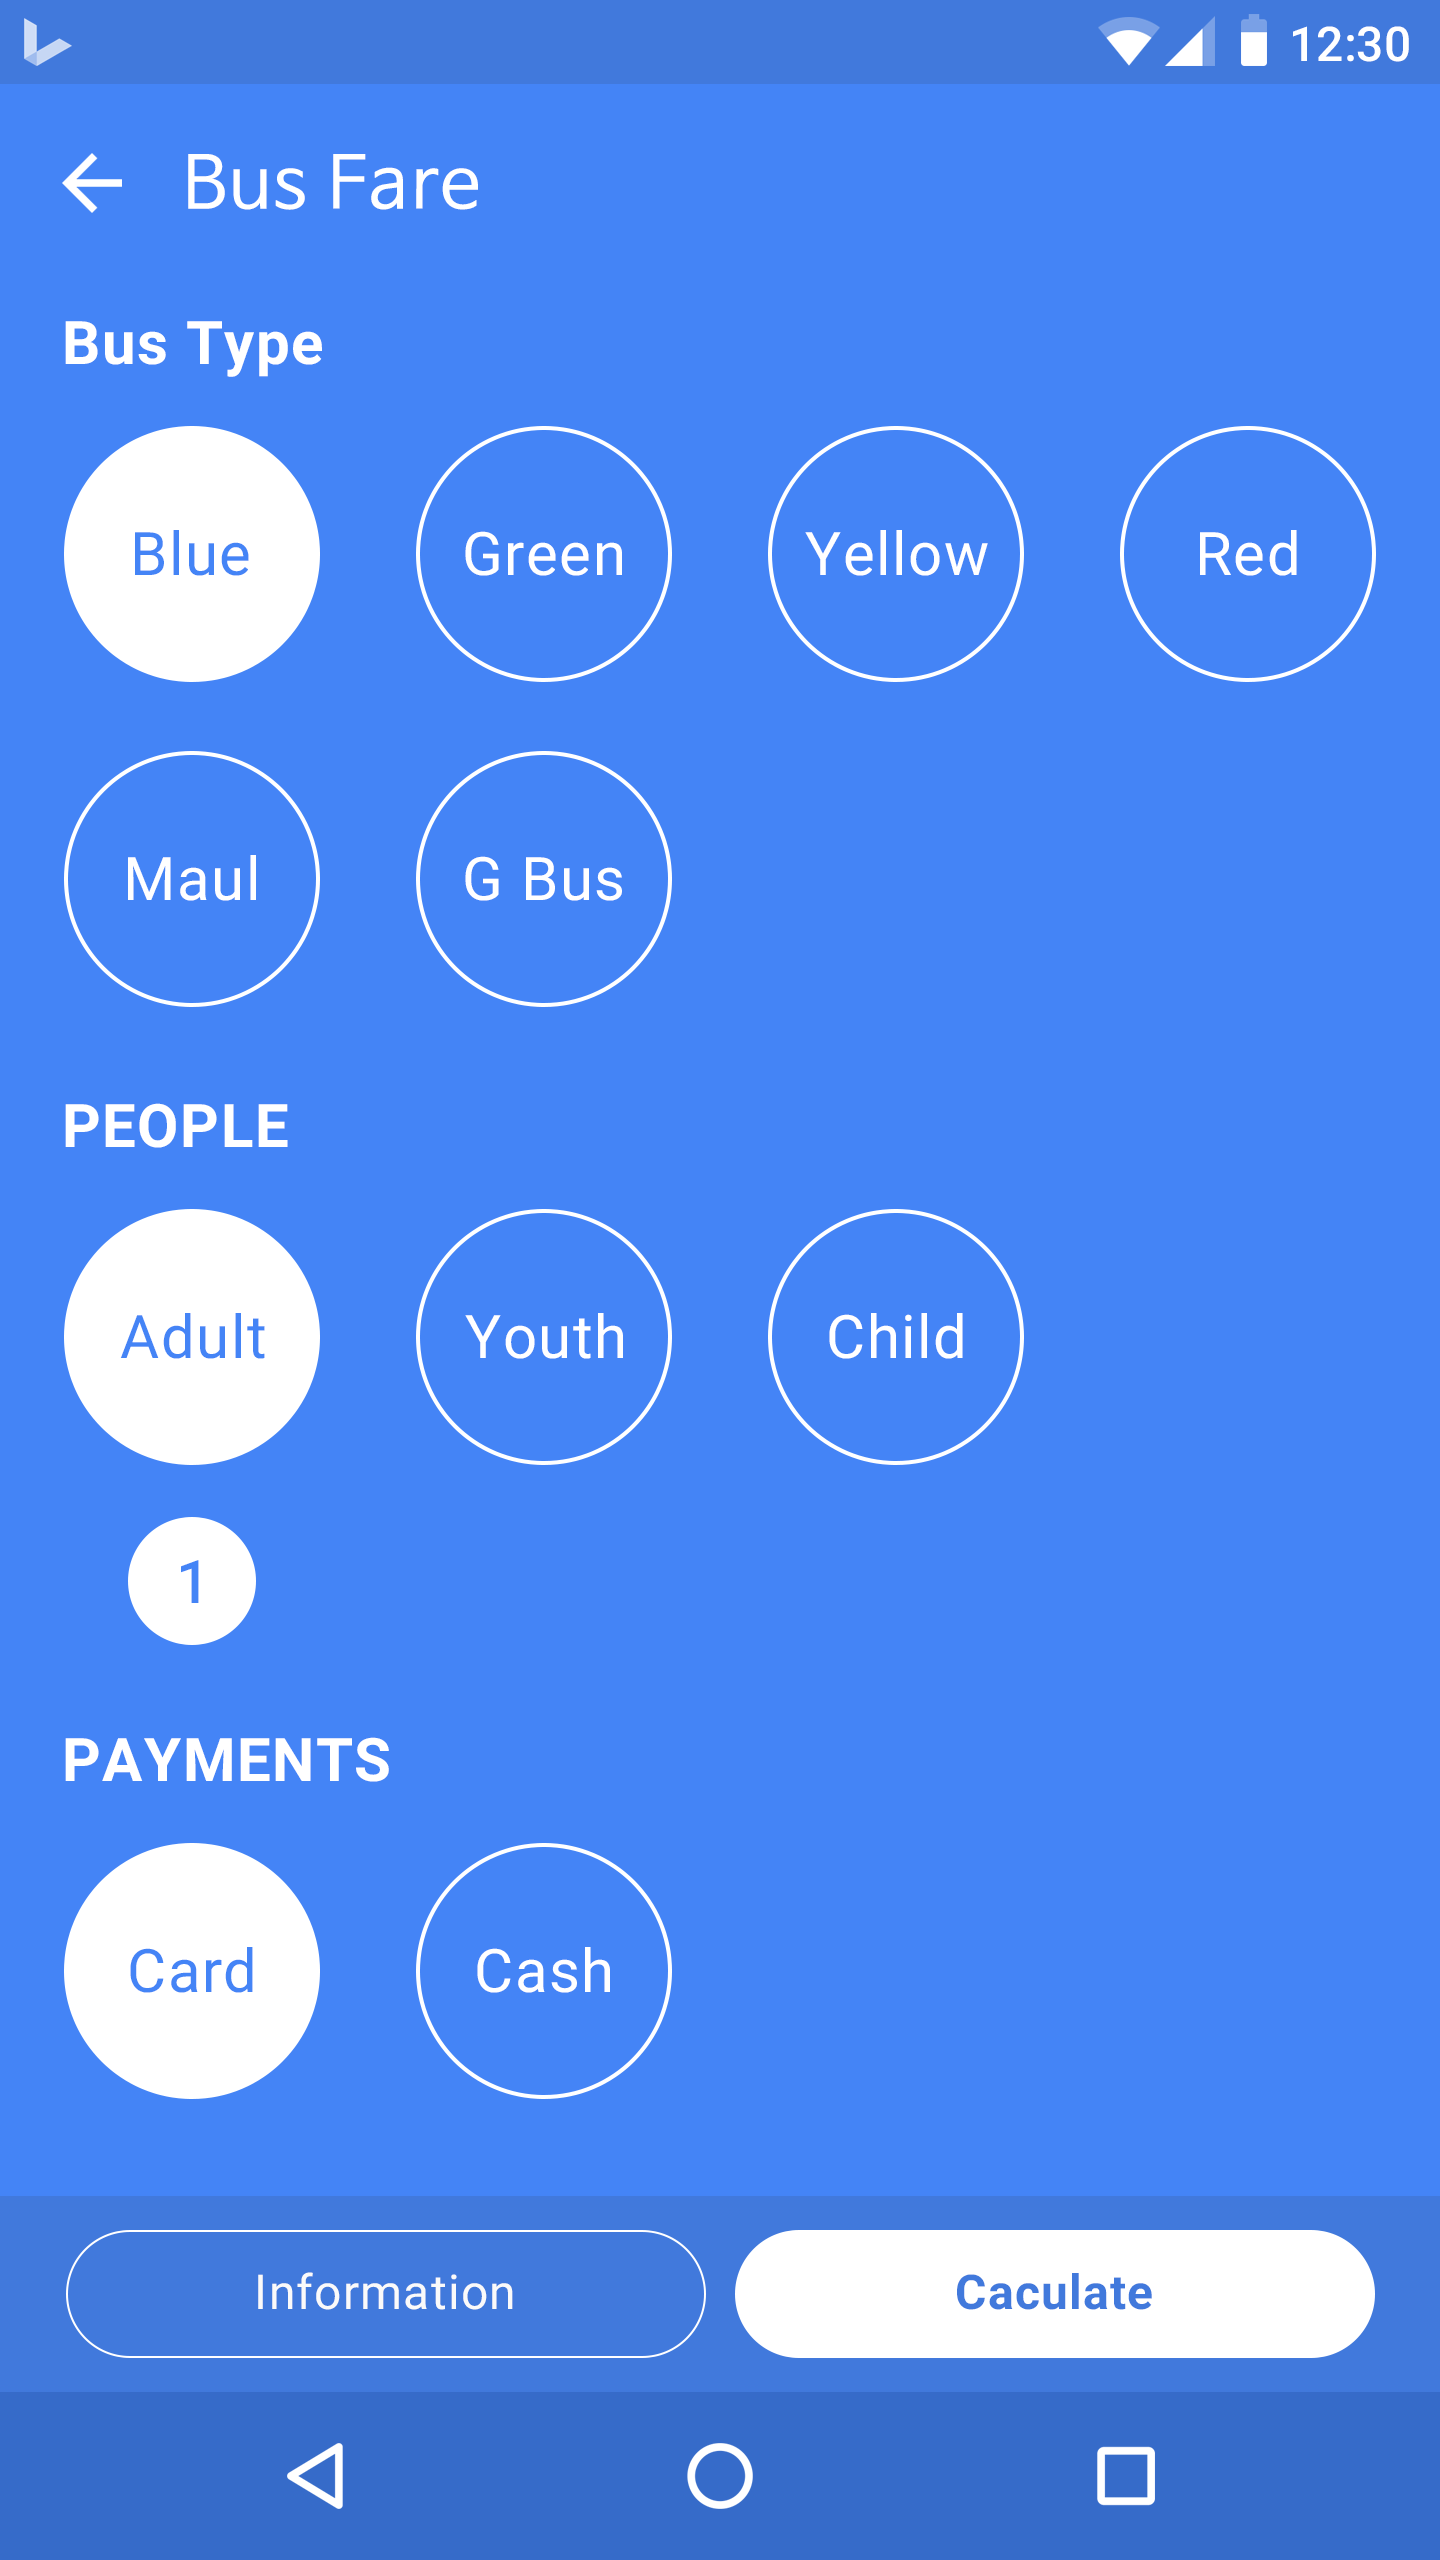 12:30
Bus Fare
Bus Type
Blue
Green
Yellow
Red
Maul
G Bus
PEOPLE
Adult
Youth
Child
1
PAYMENTS
Card
Cash
Information
Caculate